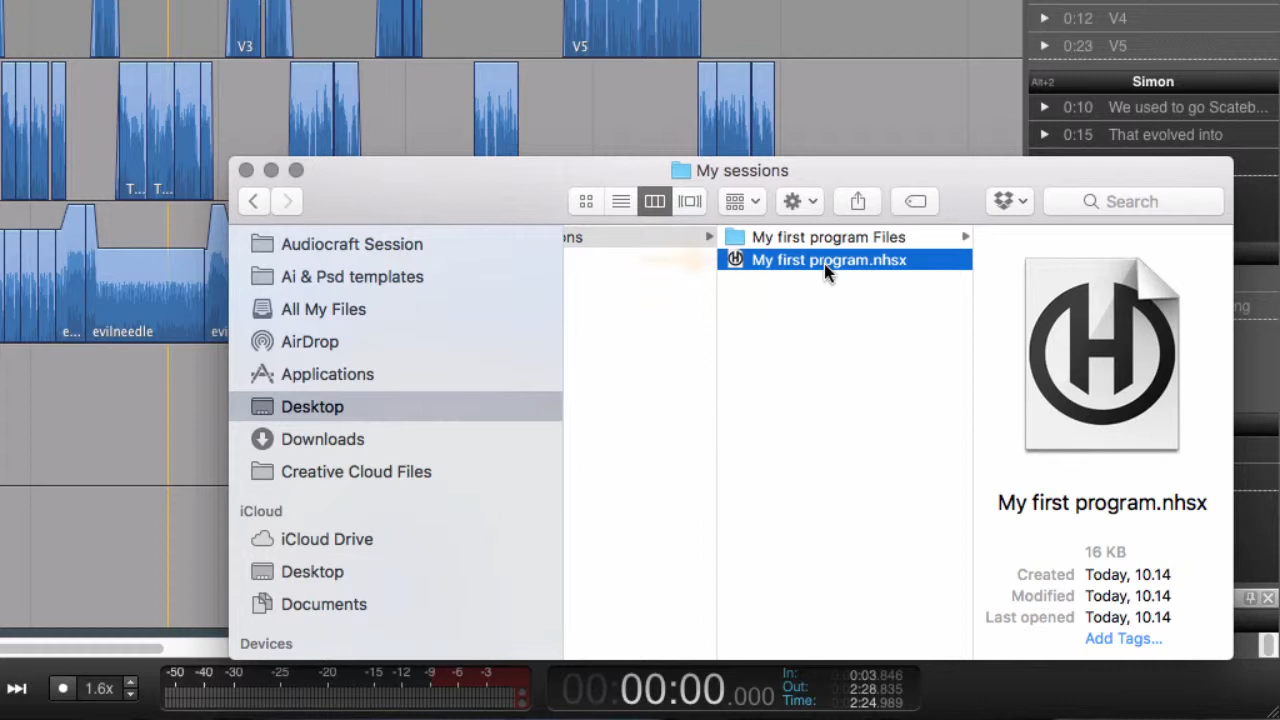 V3
V5
T... T...
e... evilneedle evi
0:12 V4
0:23 V5
Alt+2 Simon
0:10 We used to go Scateb...
0:15 That evolved into
ng
My sessions
Search
Audiocraft Session
Ai & Psd templates
All My Files
AirDrop
Applications
Desktop
Downloads
Creative Cloud Files
iCloud
iCloud Drive
Desktop
Documents
Devices
ons
My first program Files
My first program.nhsx
H
My first program.nhsx
16 KB
Created Today, 10.14
Modified Today, 10.14
Last opened Today, 10.14
Add Tags...
1.6x
-50 -40 -30 -25 -20 -15 -12 -9 -6 -3
00:00:00.000
In: 0:03.846
Out: 2:28.835
Time: 2:24.989